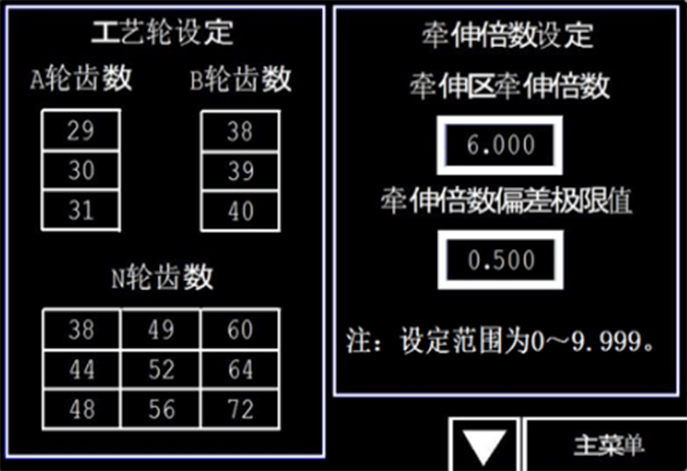 工艺轮设定
A轮齿数 B轮齿数
29 38
30 39
31 40
N轮齿数
38 49 60
44 52 64
48 56 72
牵伸倍数设定
牵伸区牵伸倍数
6.000
牵伸倍数偏差极限值
0.500
注：设定范围为0～9.999。
主菜单